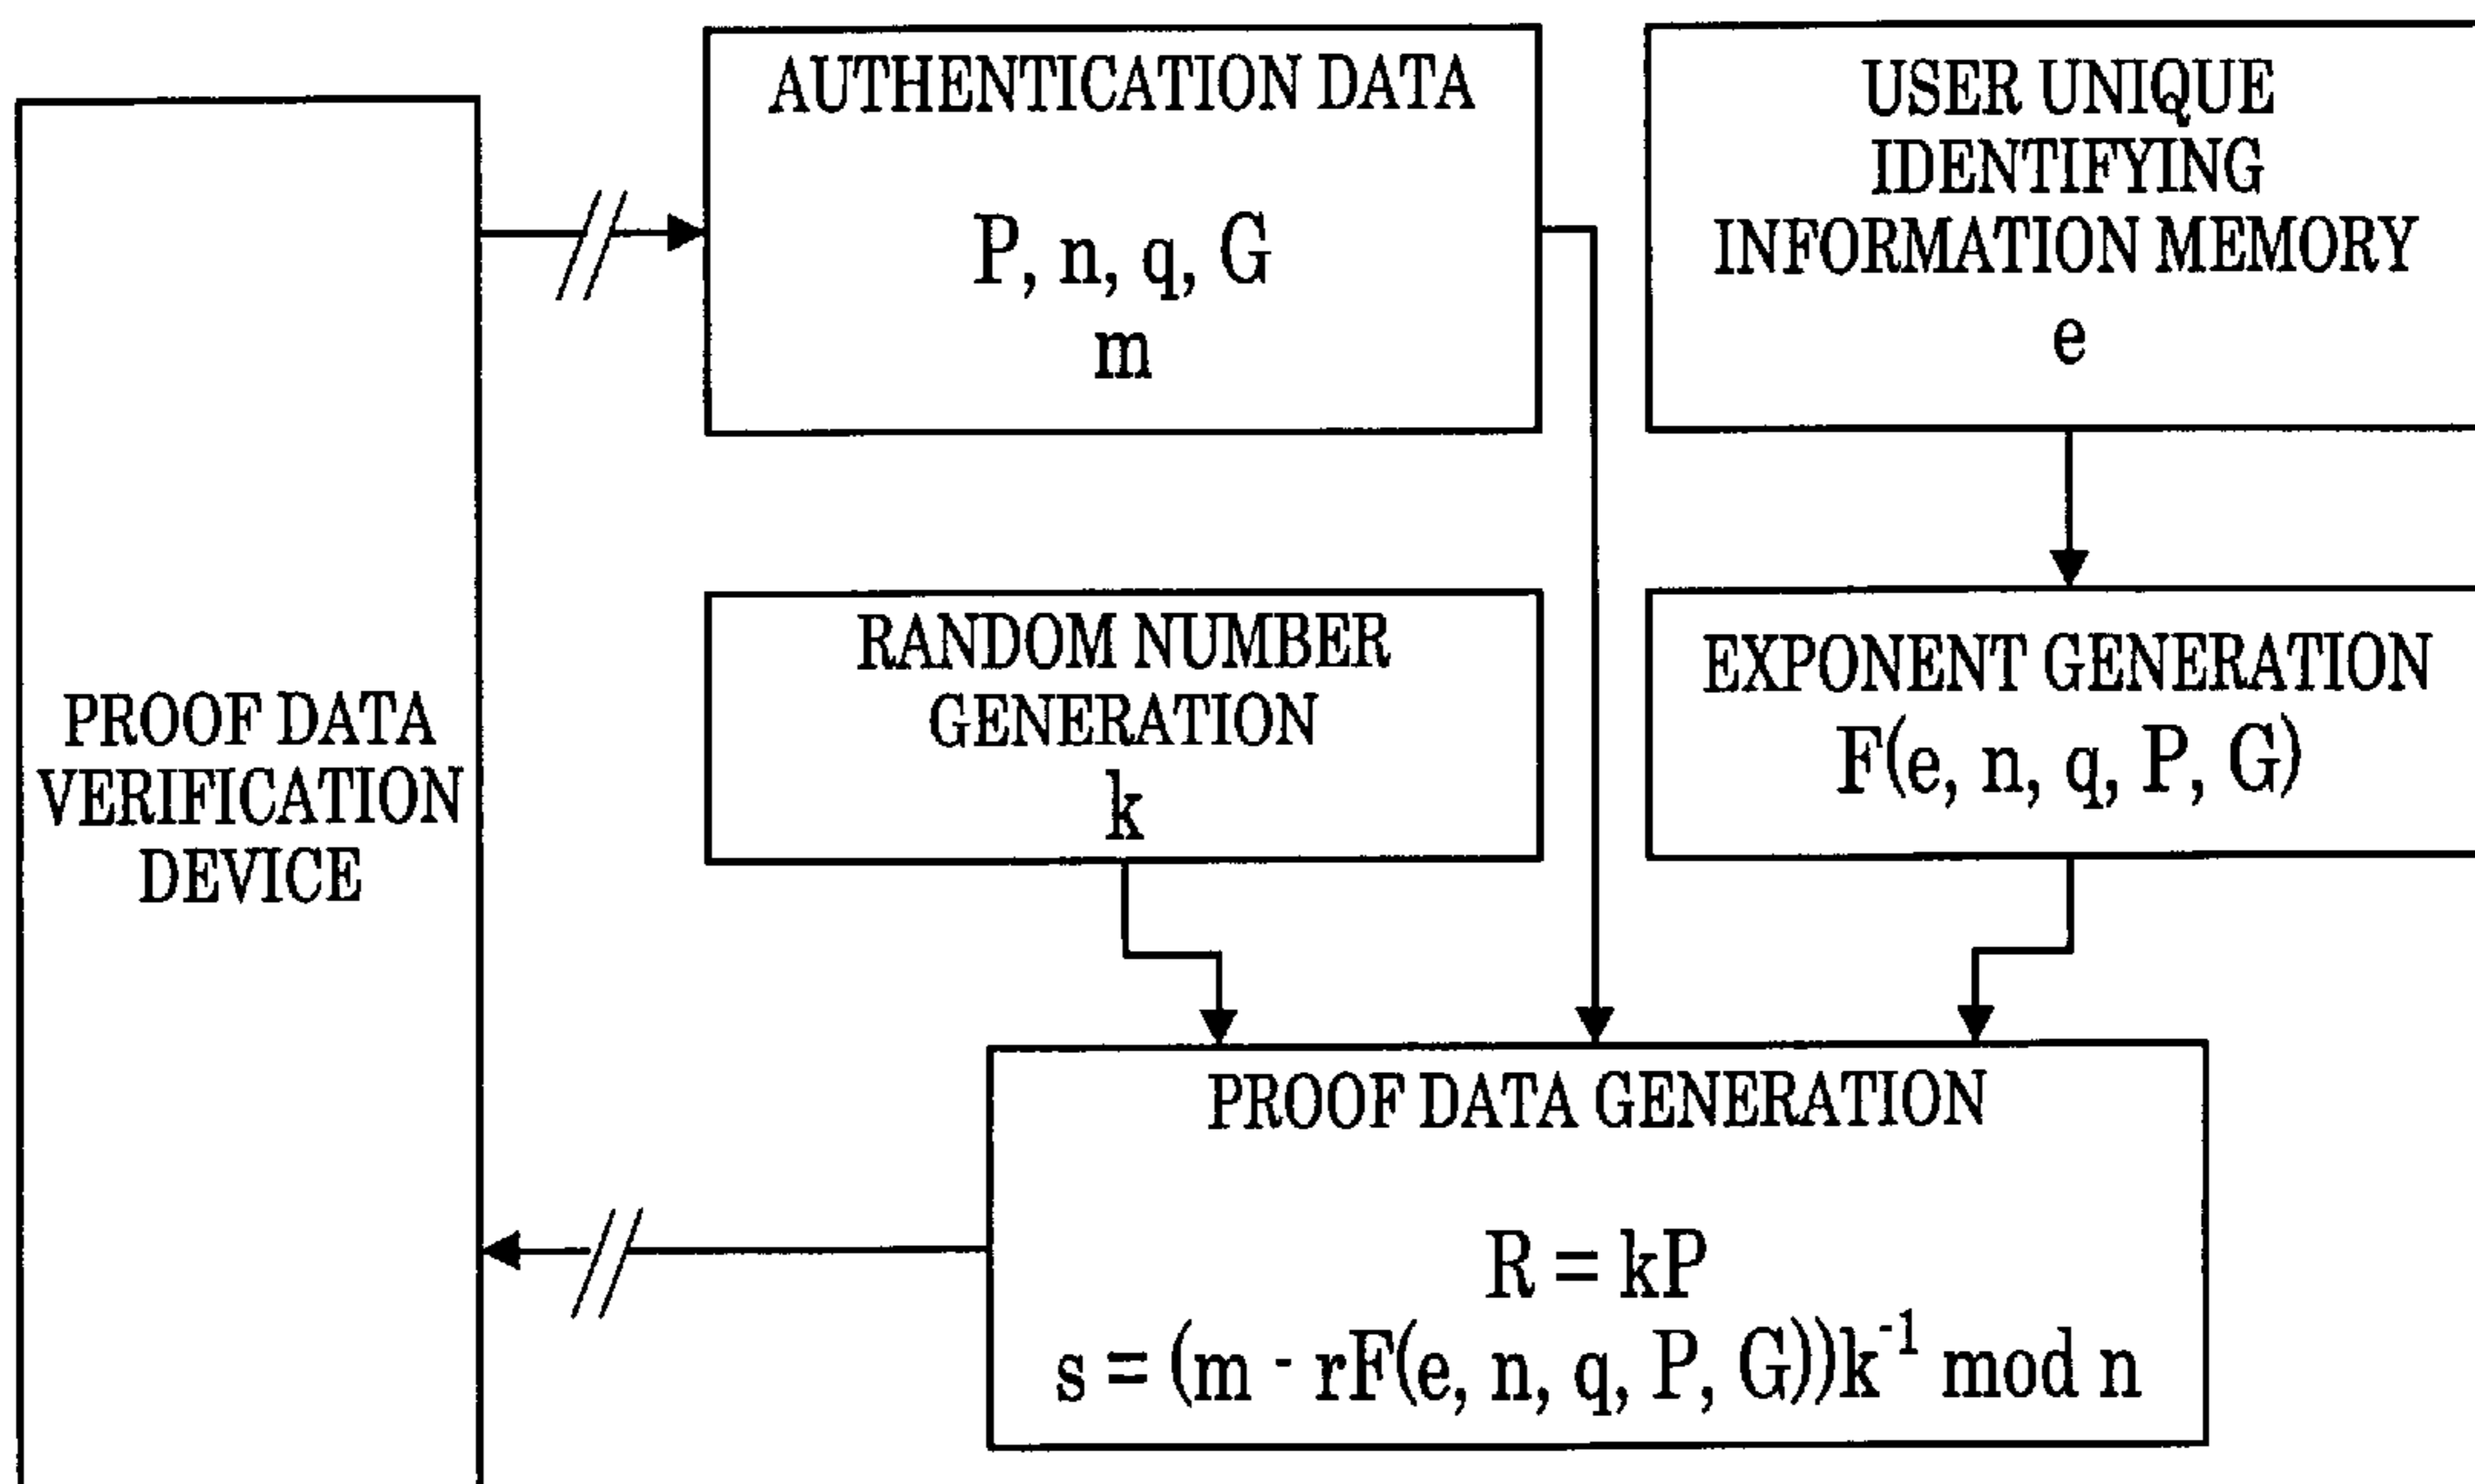 AUTHENTICATION DATA
P, n, q, G
m
USER UNIQUE
IDENTIFYING
INFORMATION MEMORY
e
PROOF DATA
VERIFICATION
DEVICE
RANDOM NUMBER
GENERATION
k
EXPONENT GENERATION
F(e, n, q, P, G)
PROOF DATA GENERATION
R = kP
s = (m - rF(e, n, q, P, G))k⁻¹ mod n